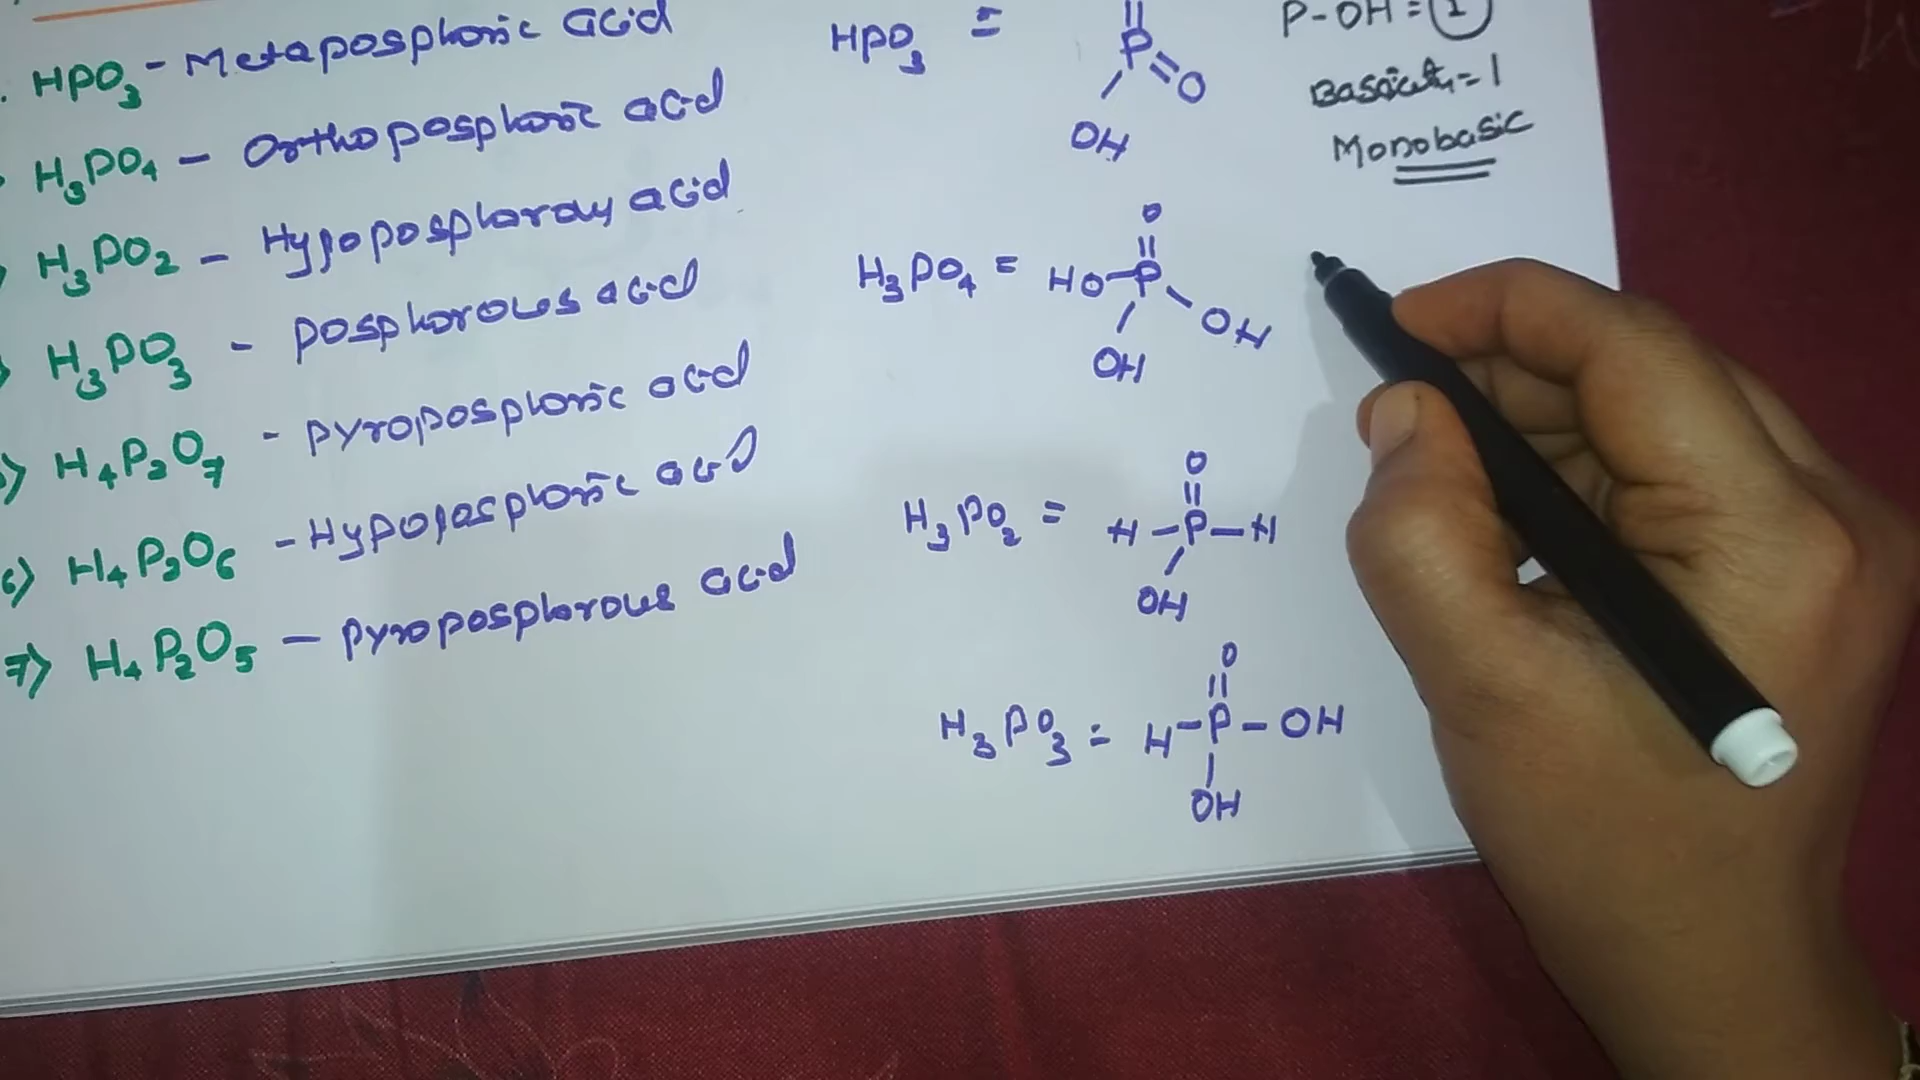 HPO3 - Metaposphoric acid
H3PO4 - Orthoposphoric acid
H3PO2 - Hypoposphorous acid
H3PO3 - posphorous acid
) H4P2O7 - pyroposphoric acid
6) H4P2O6 - Hypoposphoric acid
7) H4P2O5 - pyroposphorous acid
HPO3 =
P=O
OH
P-OH = 1
Basicity = 1
Monobasic
O
H3PO4 = HO-P-OH
OH
O
H3PO2 = H-P-H
OH
O
H3PO3 = H-P-OH
OH